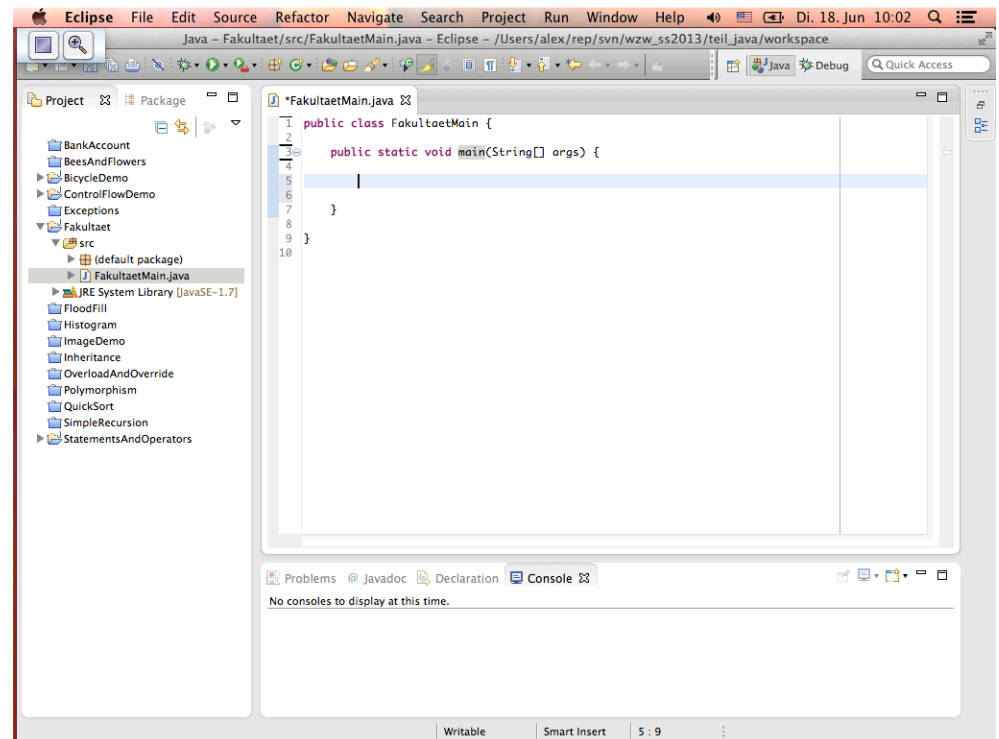 Eclipse File Edit Source Refactor Navigate Search Project Run Window Help Di. 18. Jun 10:02
Java – Fakultaet/src/FakultaetMain.java – Eclipse – /Users/alex/rep/svn/wzw_ss2013/teil_java/workspace
Java Debug Quick Access
Project Package
BankAccount
BeesAndFlowers
BicycleDemo
ControlFlowDemo
Exceptions
Fakultaet
src
(default package)
FakultaetMain.java
JRE System Library [JavaSE-1.7]
FloodFill
Histogram
ImageDemo
Inheritance
OverloadAndOverride
Polymorphism
QuickSort
SimpleRecursion
StatementsAndOperators
*FakultaetMain.java
1 public class FakultaetMain {
2
3 public static void main(String[] args) {
4
5
6
7 }
8
9 }
10
Problems @ Javadoc Declaration Console
No consoles to display at this time.
Writable Smart Insert 5 : 9